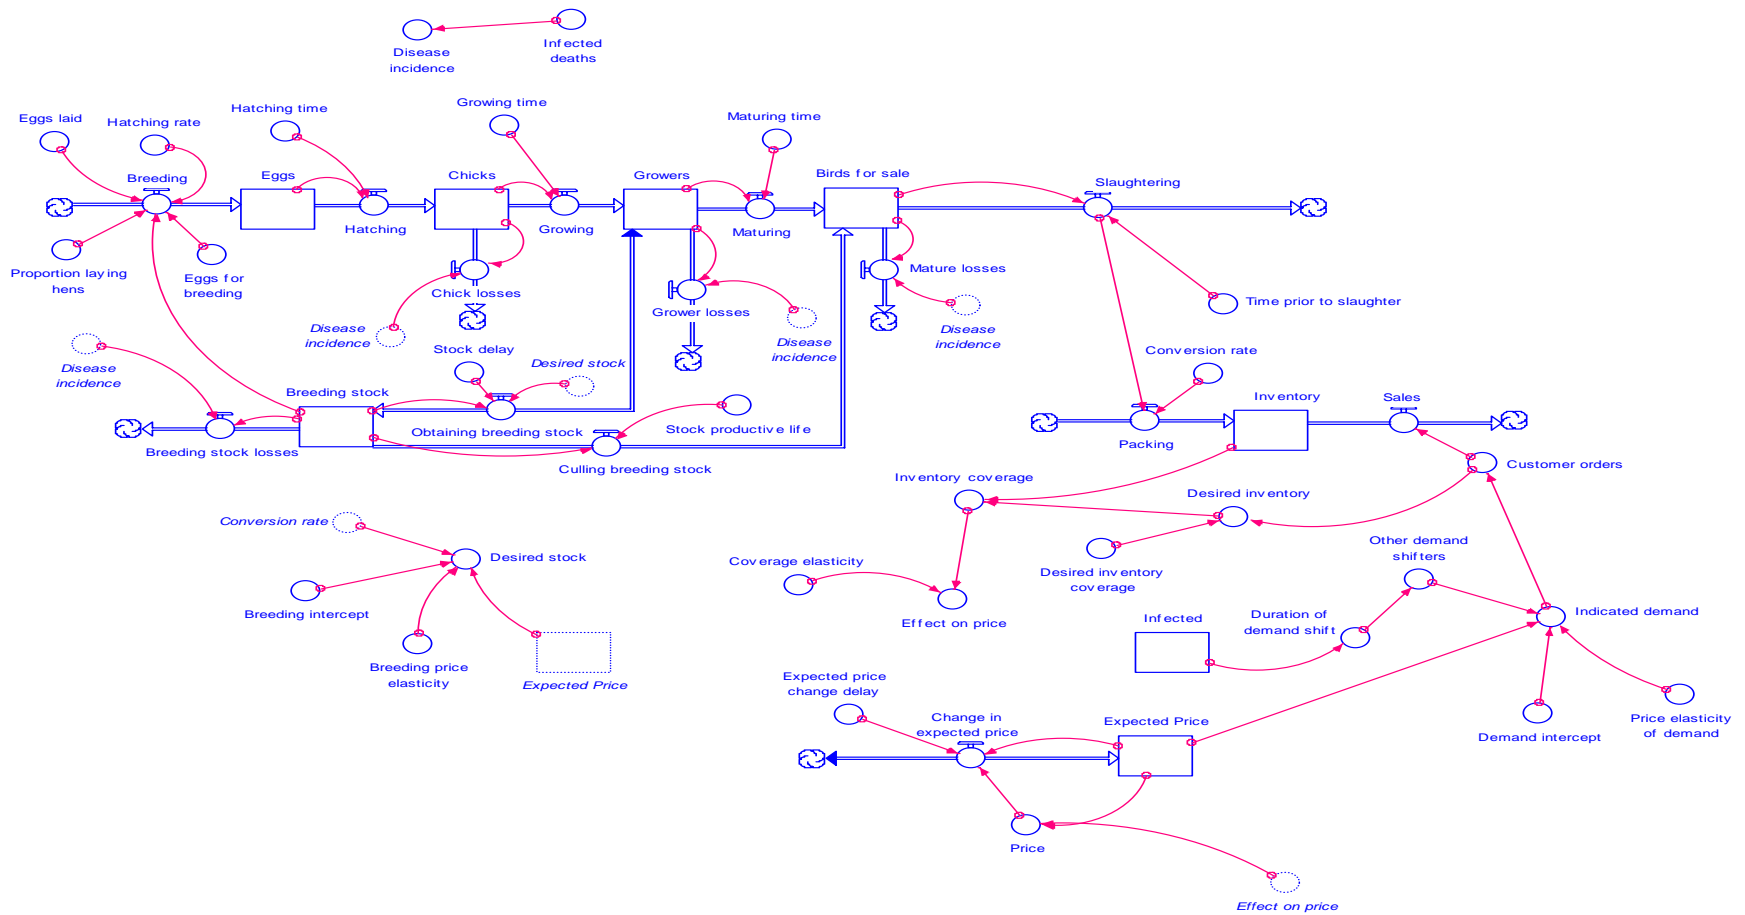 Disease
incidence
Infected
deaths
Eggs laid
Hatching rate
Hatching time
Growing time
Maturing time
Breeding
Eggs
Chicks
Growers
Birds for sale
Slaughtering
Hatching
Growing
Maturing
Proportion laying
hens
Eggs for
breeding
Chick losses
Grower losses
Mature losses
Time prior to slaughter
Disease
incidence
Disease
incidence
Disease
incidence
Disease
incidence
Stock delay
Desired stock
Conversion rate
Breeding stock
Obtaining breeding stock
Stock productive life
Breeding stock losses
Culling breeding stock
Inventory
Sales
Packing
Customer orders
Inventory coverage
Desired inventory
Conversion rate
Desired stock
Breeding intercept
Breeding price
elasticity
Expected Price
Coverage elasticity
Desired inventory
coverage
Effect on price
Other demand
shifters
Infected
Duration of
demand shift
Indicated demand
Expected price
change delay
Change in
expected price
Expected Price
Demand intercept
Price elasticity
of demand
Price
Effect on price